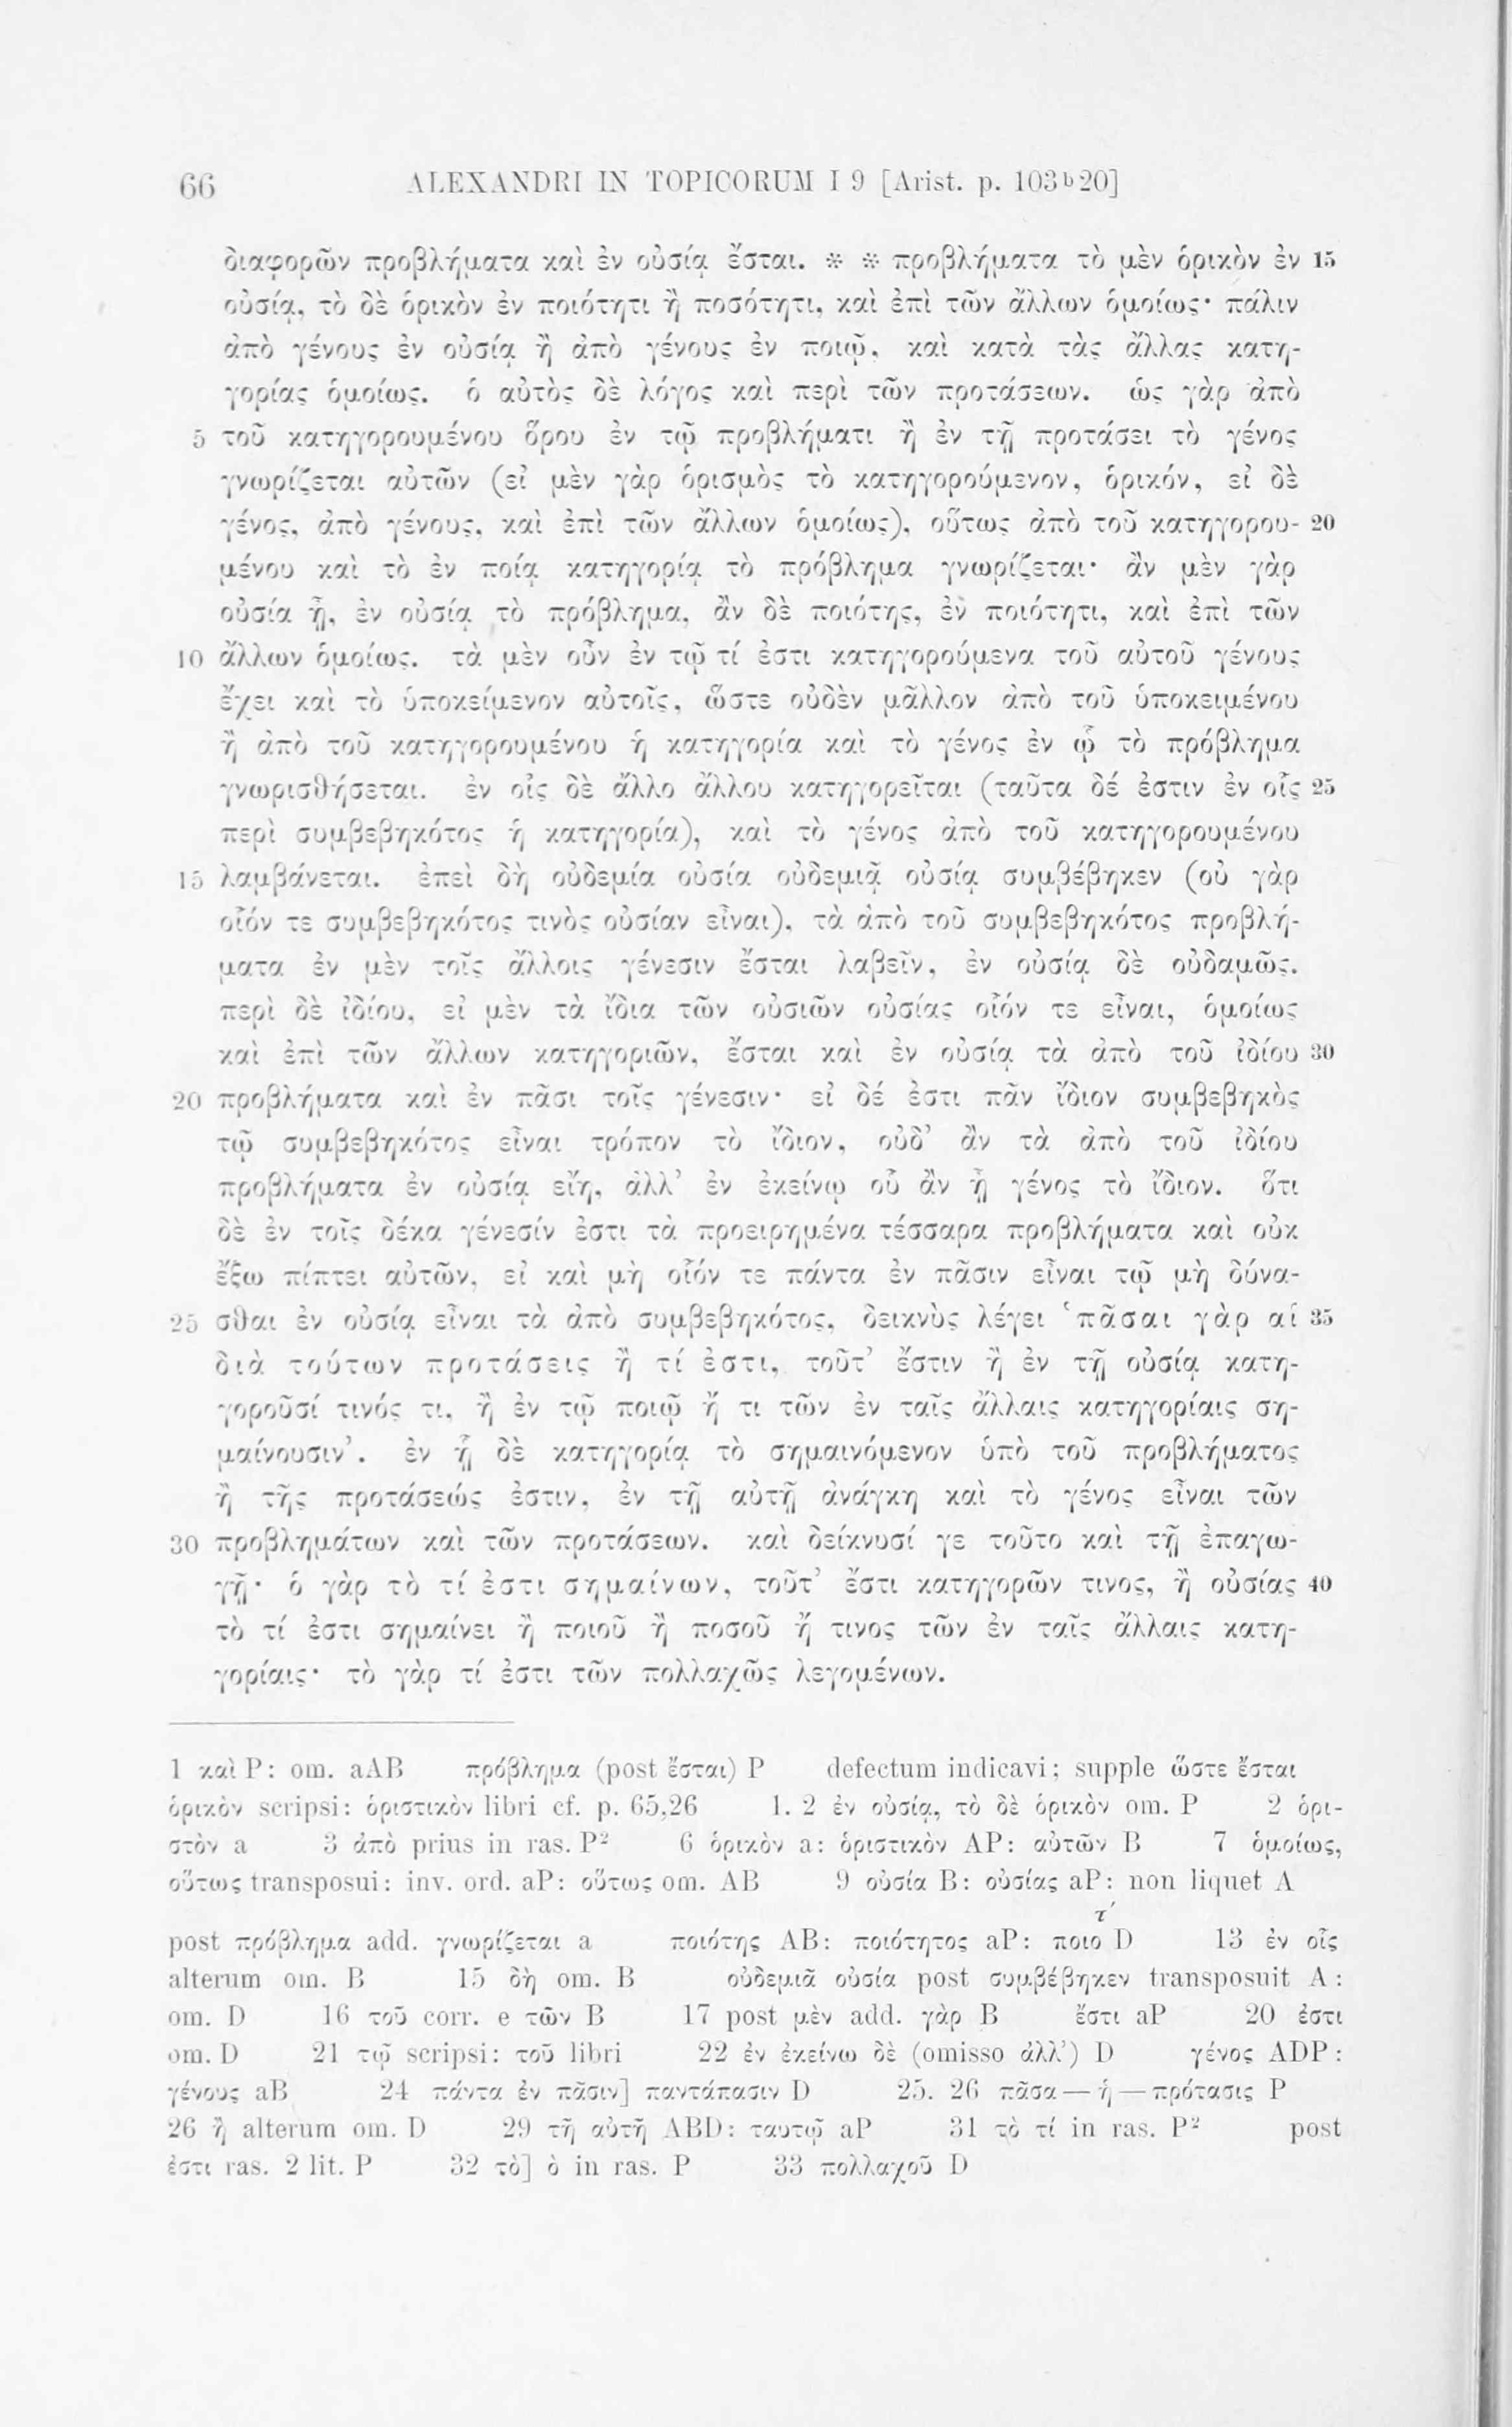 66 ALEXANDRI IN TOPICORUM I 9 [Arist. p. 103ᵇ20]
διαφορῶν προβλήματα καὶ ἐν οὐσίᾳ ἔσται. * * προβλήματα τὸ μὲν ὁρικὸν ἐν 15
οὐσίᾳ, τὸ δὲ ὁρικὸν ἐν ποιότητι ἢ ποσότητι, καὶ ἐπὶ τῶν ἄλλων ὁμοίως· πάλιν
ἀπὸ γένους ἐν οὐσίᾳ ἢ ἀπὸ γένους ἐν ποιῷ, καὶ κατὰ τὰς ἄλλας κατη-
γορίας ὁμοίως. ὁ αὐτὸς δὲ λόγος καὶ περὶ τῶν προτάσεων. ὡς γὰρ ἀπὸ
5 τοῦ κατηγορουμένου ὅρου ἐν τῷ προβλήματι ἢ ἐν τῇ προτάσει τὸ γένος
γνωρίζεται αὐτῶν (εἰ μὲν γὰρ ὁρισμὸς τὸ κατηγορούμενον, ὁρικόν, εἰ δὲ
γένος, ἀπὸ γένους, καὶ ἐπὶ τῶν ἄλλων ὁμοίως), οὕτως ἀπὸ τοῦ κατηγορου- 20
μένου καὶ τὸ ἐν ποίᾳ κατηγορίᾳ τὸ πρόβλημα γνωρίζεται· ἂν μὲν γὰρ
οὐσία ᾖ, ἐν οὐσίᾳ τὸ πρόβλημα, ἂν δὲ ποιότης, ἐν ποιότητι, καὶ ἐπὶ τῶν
10 ἄλλων ὁμοίως. τὰ μὲν οὖν ἐν τῷ τί ἐστι κατηγορούμενα τοῦ αὐτοῦ γένους
ἔχει καὶ τὸ ὑποκείμενον αὐτοῖς, ὥστε οὐδὲν μᾶλλον ἀπὸ τοῦ ὑποκειμένου
ἢ ἀπὸ τοῦ κατηγορουμένου ἡ κατηγορία καὶ τὸ γένος ἐν ᾧ τὸ πρόβλημα
γνωρισθήσεται. ἐν οἷς δὲ ἄλλο ἄλλου κατηγορεῖται (ταῦτα δέ ἐστιν ἐν οἷς 25
περὶ συμβεβηκότος ἡ κατηγορία), καὶ τὸ γένος ἀπὸ τοῦ κατηγορουμένου
15 λαμβάνεται. ἐπεὶ δὴ οὐδεμία οὐσία οὐδεμιᾷ οὐσίᾳ συμβέβηκεν (οὐ γὰρ
οἷόν τε συμβεβηκότος τινὸς οὐσίαν εἶναι), τὰ ἀπὸ τοῦ συμβεβηκότος προβλή-
ματα ἐν μὲν τοῖς ἄλλοις γένεσιν ἔσται λαβεῖν, ἐν οὐσίᾳ δὲ οὐδαμῶς.
περὶ δὲ ἰδίου, εἰ μὲν τὰ ἴδια τῶν οὐσιῶν οὐσίας οἷόν τε εἶναι, ὁμοίως
καὶ ἐπὶ τῶν ἄλλων κατηγοριῶν, ἔσται καὶ ἐν οὐσίᾳ τὰ ἀπὸ τοῦ ἰδίου 30
20 προβλήματα καὶ ἐν πᾶσι τοῖς γένεσιν· εἰ δέ ἐστι πᾶν ἴδιον συμβεβηκὸς
τῷ συμβεβηκότος εἶναι τρόπον τὸ ἴδιον, οὐδ’ ἂν τὰ ἀπὸ τοῦ ἰδίου
προβλήματα ἐν οὐσίᾳ εἴη, ἀλλ’ ἐν ἐκείνῳ οὗ ἂν ᾖ γένος τὸ ἴδιον. ὅτι
δὲ ἐν τοῖς δέκα γένεσίν ἐστι τὰ προειρημένα τέσσαρα προβλήματα καὶ οὐκ
ἔξω πίπτει αὐτῶν, εἰ καὶ μὴ οἷόν τε πάντα ἐν πᾶσιν εἶναι τῷ μὴ δύνα-
25 σθαι ἐν οὐσίᾳ εἶναι τὰ ἀπὸ συμβεβηκότος, δεικνὺς λέγει ‘πᾶσαι γὰρ αἱ 35
διὰ τούτων προτάσεις ἢ τί ἐστι, τοῦτ’ ἔστιν ἢ ἐν τῇ οὐσίᾳ κατη-
γοροῦσί τινός τι, ἢ ἐν τῷ ποιῷ ἤ τι τῶν ἐν ταῖς ἄλλαις κατηγορίαις ση-
μαίνουσιν’. ἐν ᾗ δὲ κατηγορίᾳ τὸ σημαινόμενον ὑπὸ τοῦ προβλήματος
ἢ τῆς προτάσεώς ἐστιν, ἐν τῇ αὐτῇ ἀνάγκη καὶ τὸ γένος εἶναι τῶν
30 προβλημάτων καὶ τῶν προτάσεων. καὶ δείκνυσί γε τοῦτο καὶ τῇ ἐπαγω-
γῇ· ὁ γὰρ τὸ τί ἐστι σημαίνων, τοῦτ’ ἔστι κατηγορῶν τινος, ἢ οὐσίας 40
τὸ τί ἐστι σημαίνει ἢ ποιοῦ ἢ ποσοῦ ἤ τινος τῶν ἐν ταῖς ἄλλαις κατη-
γορίαις· τὸ γὰρ τί ἐστι τῶν πολλαχῶς λεγομένων.
1 καὶ P: om. aAB πρόβλημα (post ἔσται) P defectum indicavi; supple ὥστε ἔσται
ὁρικὸν scripsi: ὁριστικὸν libri cf. p. 65,26 1. 2 ἐν οὐσίᾳ, τὸ δὲ ὁρικὸν om. P 2 ὁρι-
στὸν a 3 ἀπὸ prius in ras. P² 6 ὁρικὸν a: ὁριστικὸν AP: αὐτῶν B 7 ὁμοίως,
οὕτως transposui: inv. ord. aP: οὕτως om. AB 9 οὐσία B: οὐσίας aP: non liquet A
post πρόβλημα add. γνωρίζεται a ποιότης AB: ποιότητος aP: ποιο τ́ D 13 ἐν οἷς
alterum om. B 15 δὴ om. B οὐδεμιᾷ οὐσίᾳ post συμβέβηκεν transposuit A:
om. D 16 τοῦ corr. e τῶν B 17 post μὲν add. γὰρ B ἔστι aP 20 ἐστι
om. D 21 τῷ scripsi: τοῦ libri 22 ἐν ἐκείνῳ δὲ (omisso ἀλλ’) D γένος ADP:
γένους aB 24 πάντα ἐν πᾶσιν] παντάπασιν D 25. 26 πᾶσα — ἡ — πρότασις P
26 ἢ alterum om. D 29 τῇ αὐτῇ ABD: ταυτῷ aP 31 τὸ τί in ras. P² post
ἐστι ras. 2 lit. P 32 τὸ] ὁ in ras. P 33 πολλαχοῦ D